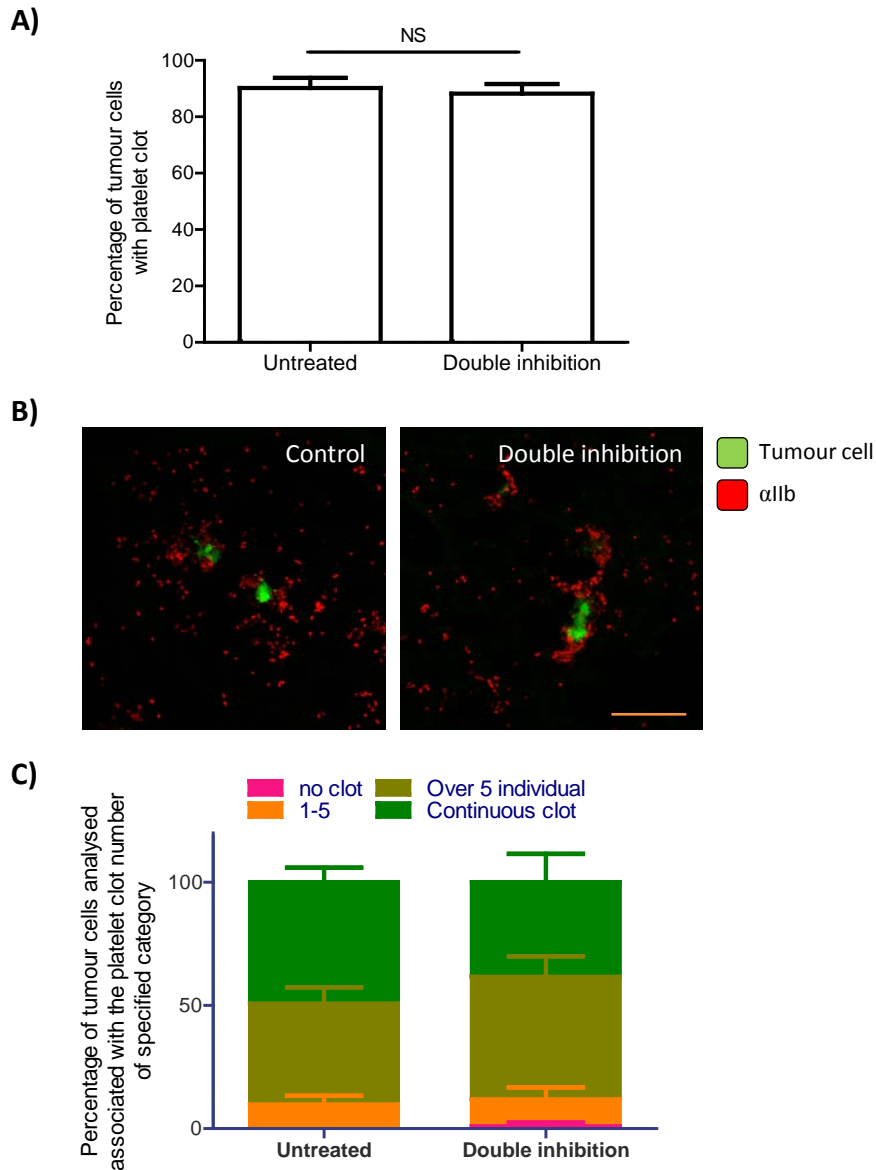 A)
NS
Percentage of tumour cells
with platelet clot
100
80
60
40
20
0
Untreated
Double inhibition
B)
Control
Double inhibition
Tumour cell
αIIb
C)
no clot
Over 5 individual
1-5
Continuous clot
Percentage of tumour cells analysed
associated with the platelet clot number
of specified category
100
50
0
Untreated
Double inhibition